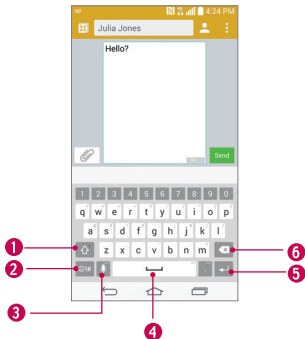 4:24 PM
Julia Jones
Hello?
Send
1 2 3 4 5 6 7 8 9 0
q w e r t y u i o p
a s d f g h j k l
1 z x c v b n m 6
2 .
5
3
4